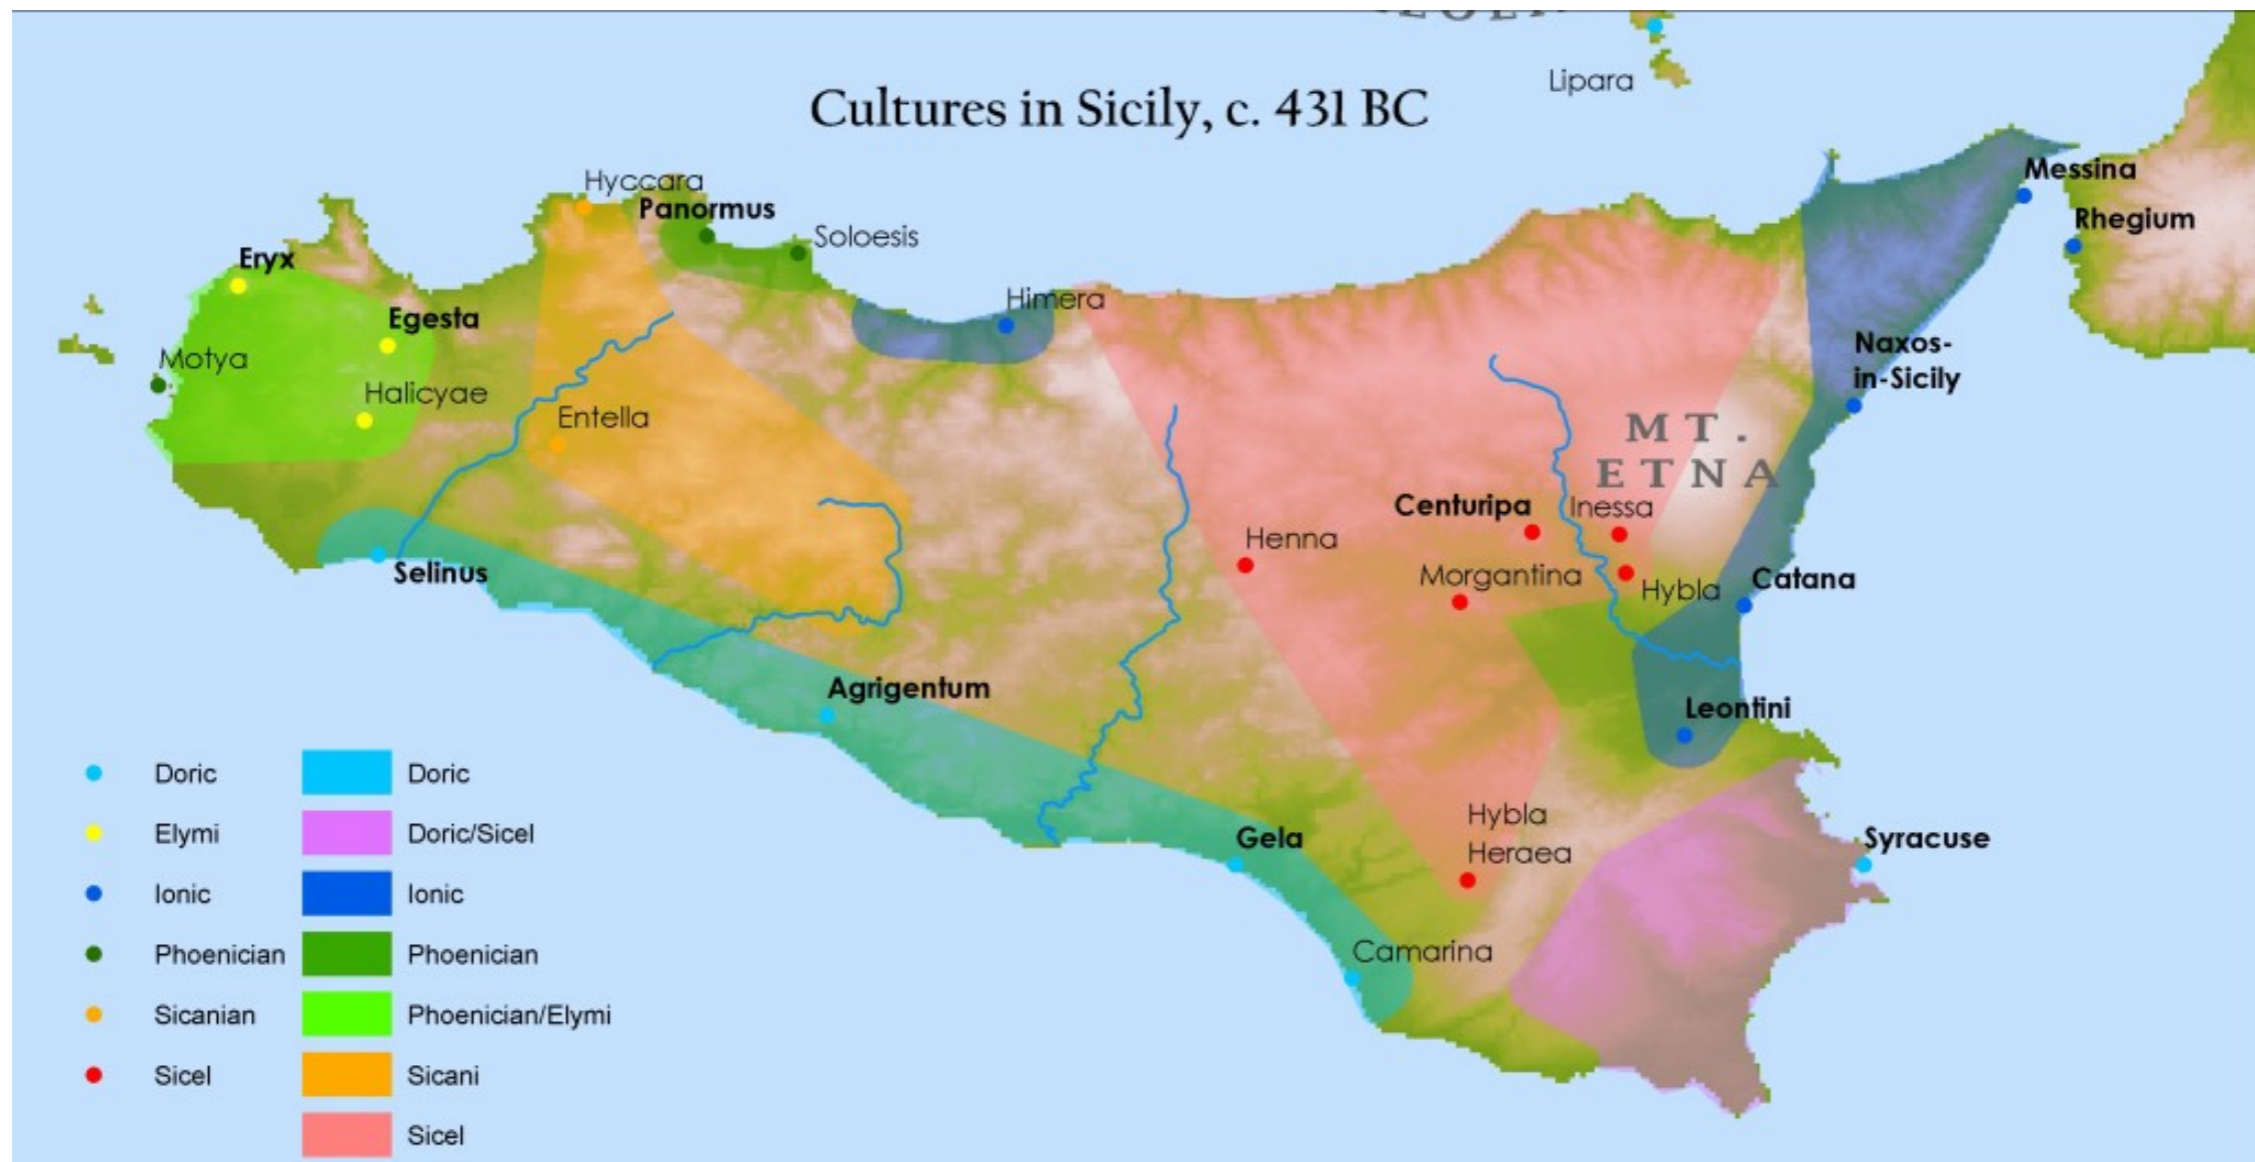 Cultures in Sicily, c. 431 BC
Lipara
Messina
Rhegium
Hyccara
Panormus
Soloesis
Eryx
Egesta
Motya
Halicyae
Himera
Entella
Naxos-
in-Sicily
MT.
ETNA
Centuripa
Inessa
Henna
Morgantina
Hybla
Catana
Selinus
Agrigentum
Leontini
Gela
Hybla
Heraea
Syracuse
Camarina
Doric
Elymi
Ionic
Phoenician
Sicanian
Sicel
Doric
Doric/Sicel
Ionic
Phoenician
Phoenician/Elymi
Sicani
Sicel